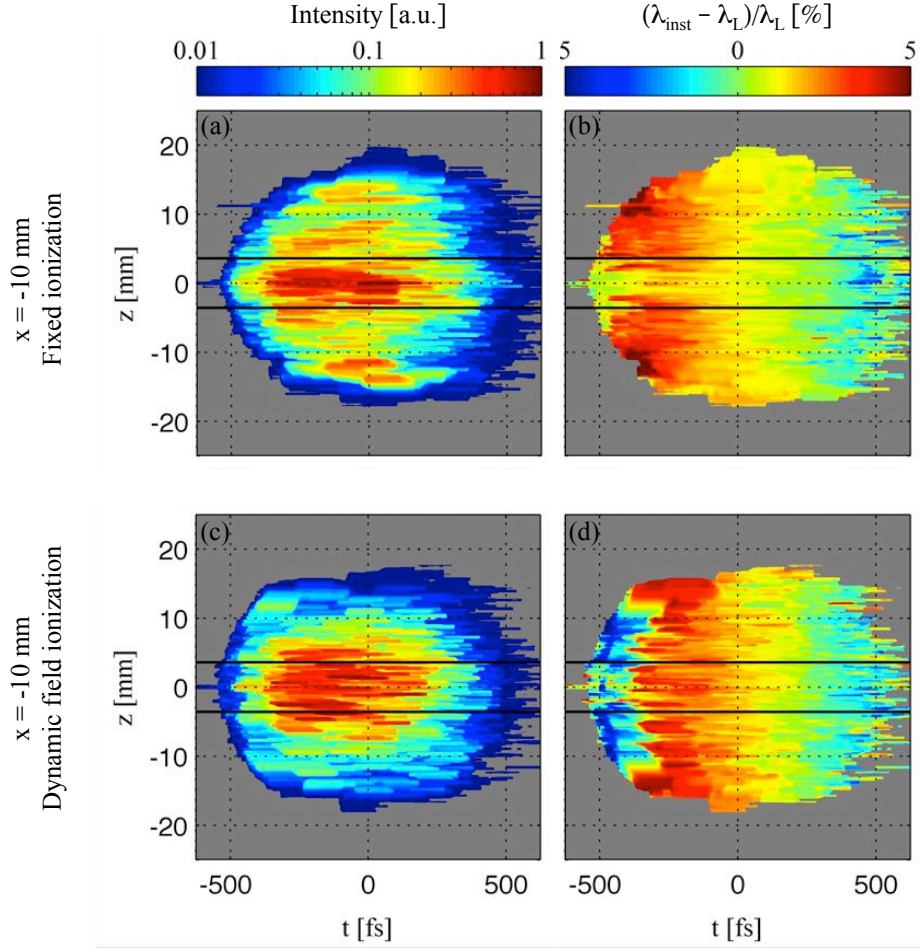 Intensity [a.u.]
(λinst − λL)/λL [%]
0.01 0.1 1
5 0 5
(a)
(b)
20
10
0
-10
-20
z [mm]
x = -10 mm
Fixed ionization
(c)
(d)
20
10
0
-10
-20
z [mm]
x = -10 mm
Dynamic field ionization
-500 0 500
-500 0 500
t [fs]
t [fs]